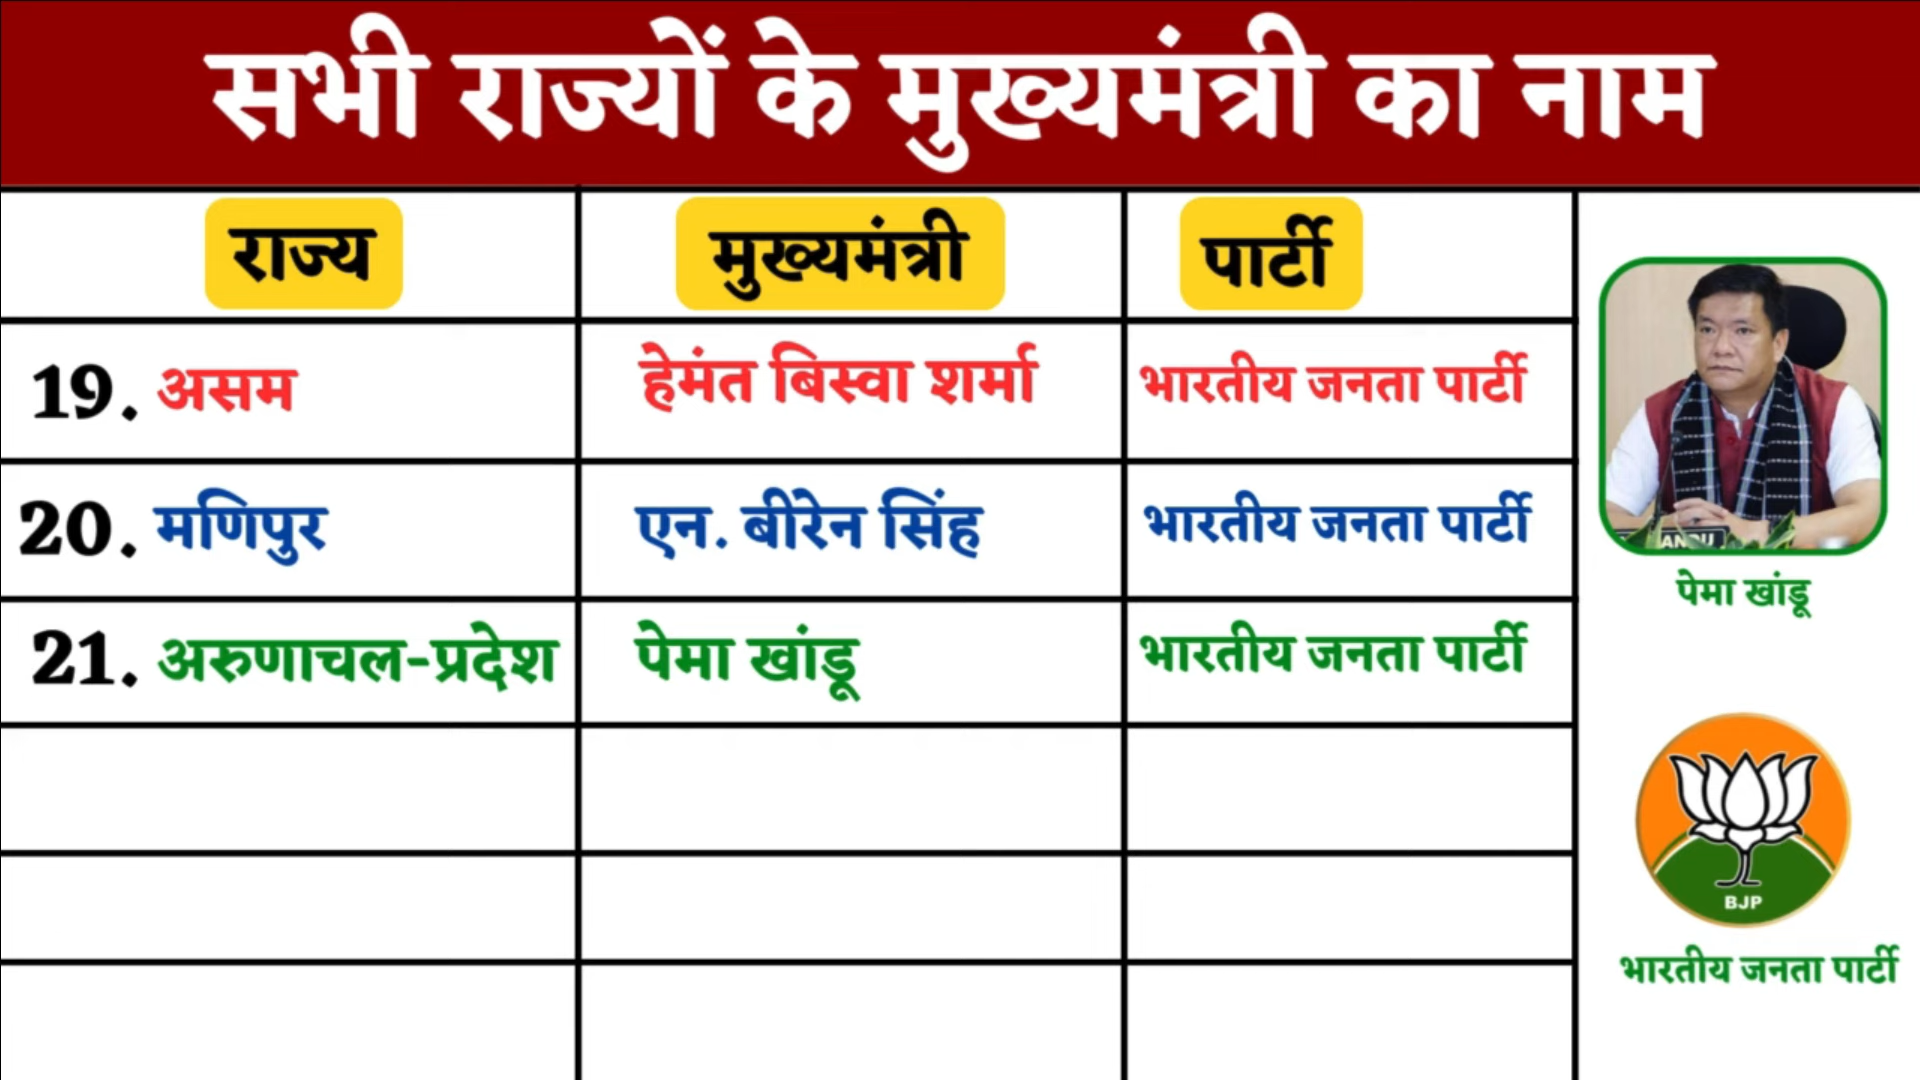 सभी राज्यों के मुख्यमंत्री का नाम
राज्य मुख्यमंत्री पार्टी
19. असम हेमंत बिस्वा शर्मा भारतीय जनता पार्टी
20. मणिपुर एन. बीरेन सिंह भारतीय जनता पार्टी
21. अरुणाचल-प्रदेश पेमा खांडू भारतीय जनता पार्टी
ANDU
पेमा खांडू
BJP
भारतीय जनता पार्टी